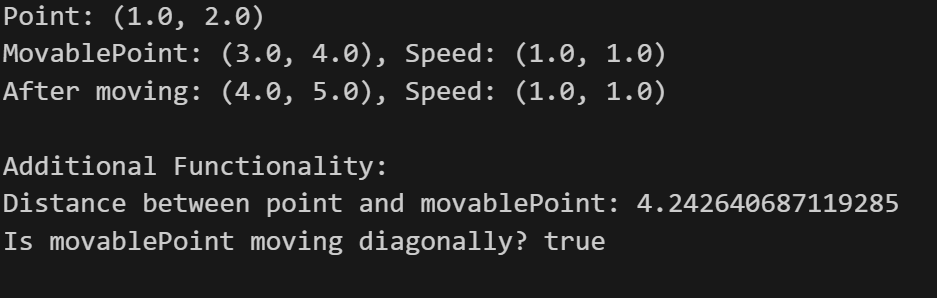 Point: (1.0, 2.0)
MovablePoint: (3.0, 4.0), Speed: (1.0, 1.0)
After moving: (4.0, 5.0), Speed: (1.0, 1.0)
Additional Functionality:
Distance between point and movablePoint: 4.242640687119285
Is movablePoint moving diagonally? true